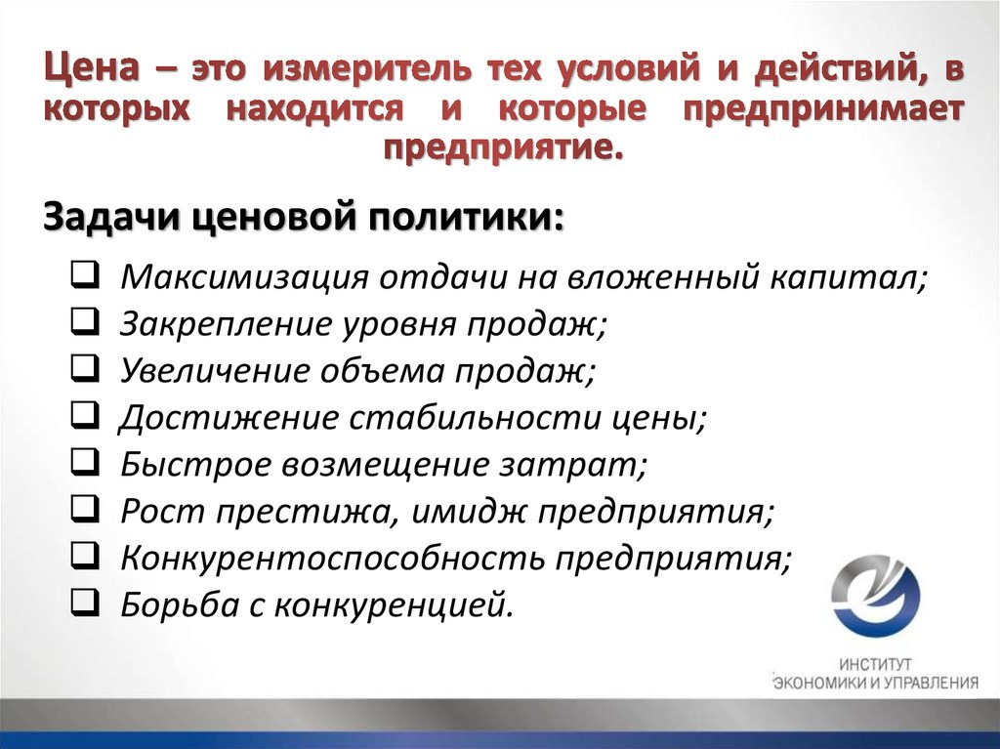 Цена – это измеритель тех условий и действий, в
которых находится и которые предпринимает
предприятие.
Задачи ценовой политики:
Максимизация отдачи на вложенный капитал;
Закрепление уровня продаж;
Увеличение объема продаж;
Достижение стабильности цены;
Быстрое возмещение затрат;
Рост престижа, имидж предприятия;
Конкурентоспособность предприятия;
Борьба с конкуренцией.
ИНСТИТУТ
ЭКОНОМИКИ И УПРАВЛЕНИЯ